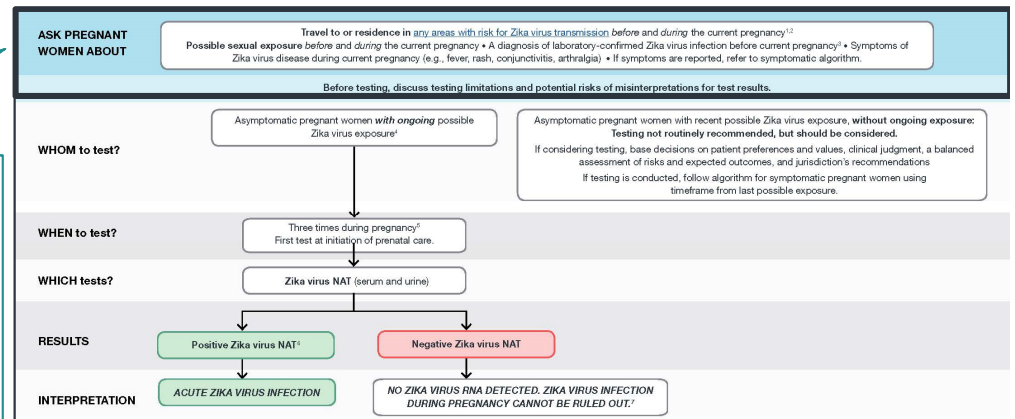 ASK PREGNANT
WOMEN ABOUT
Travel to or residence in any areas with risk for Zika virus transmission before and during the current pregnancy1,2
Possible sexual exposure before and during the current pregnancy • A diagnosis of laboratory-confirmed Zika virus infection before current pregnancy3 • Symptoms of
Zika virus disease during current pregnancy (e.g., fever, rash, conjunctivitis, arthralgia) • If symptoms are reported, refer to symptomatic algorithm.
Before testing, discuss testing limitations and potential risks of misinterpretations for test results.
WHOM to test?
Asymptomatic pregnant women with ongoing possible
Zika virus exposure4
Asymptomatic pregnant women with recent possible Zika virus exposure, without ongoing exposure:
Testing not routinely recommended, but should be considered.
If considering testing, base decisions on patient preferences and values, clinical judgment, a balanced
assessment of risks and expected outcomes, and jurisdiction's recommendations
If testing is conducted, follow algorithm for symptomatic pregnant women using
timeframe from last possible exposure.
WHEN to test?
Three times during pregnancy5
First test at initiation of prenatal care.
WHICH tests?
Zika virus NAT (serum and urine)
RESULTS
Positive Zika virus NAT6
Negative Zika virus NAT
INTERPRETATION
ACUTE ZIKA VIRUS INFECTION
NO ZIKA VIRUS RNA DETECTED. ZIKA VIRUS INFECTION
DURING PREGNANCY CANNOT BE RULED OUT.7